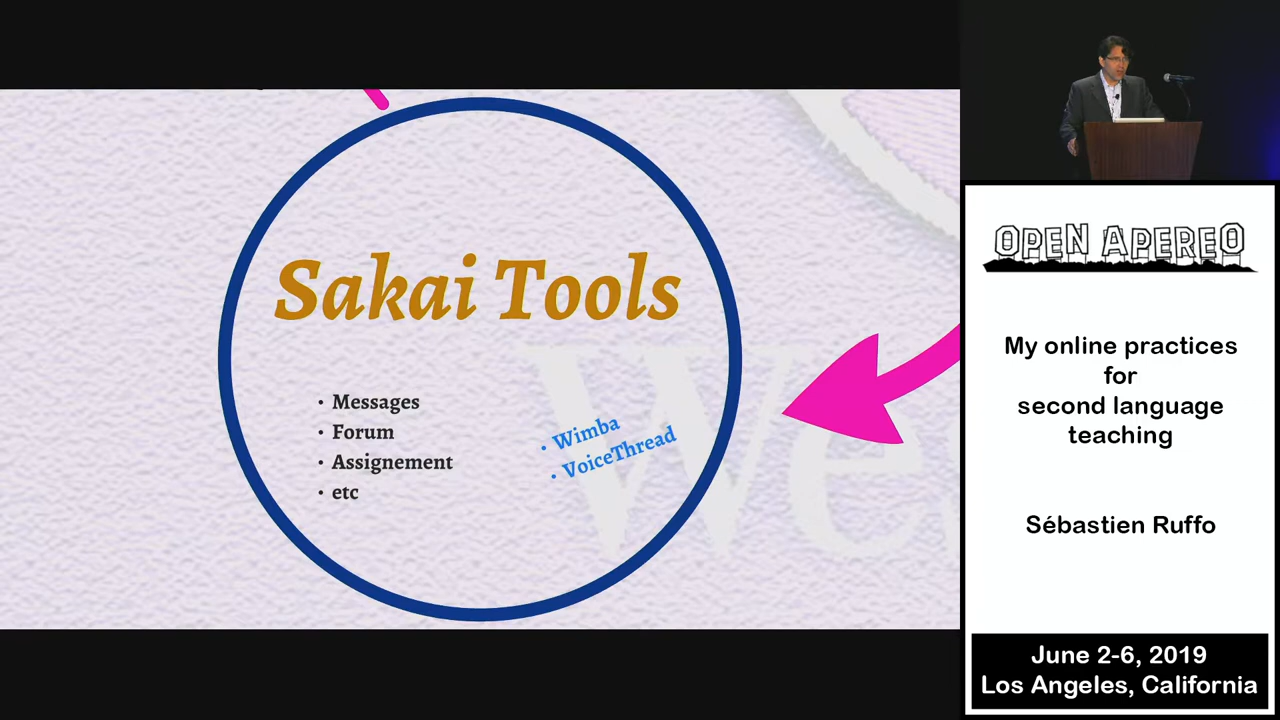 Sakai Tools
• Messages
• Forum
• Assignement
• etc
• Wimba
• VoiceThread
OPEN APEREO
My online practices
for
second language
teaching
Sébastien Ruffo
June 2-6, 2019
Los Angeles, California